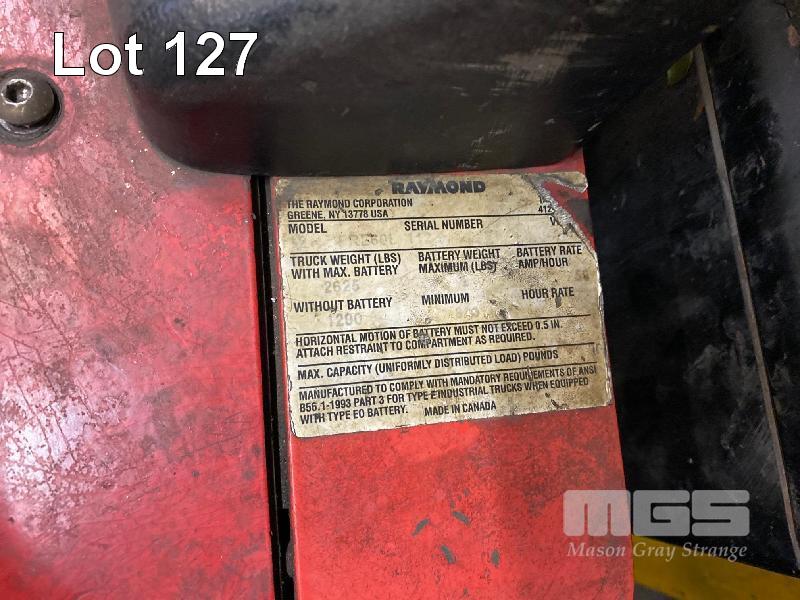 Lot 127
RAYMOND
THE RAYMOND CORPORATION
GREENE, NY 13778 USA
MODEL SERIAL NUMBER
TRUCK WEIGHT (LBS) BATTERY WEIGHT BATTERY RATE
WITH MAX. BATTERY MAXIMUM (LBS) AMP/HOUR
2625
WITHOUT BATTERY MINIMUM HOUR RATE
HORIZONTAL MOTION OF BATTERY MUST NOT EXCEED 0.5 IN.
ATTACH RESTRAINT TO COMPARTMENT AS REQUIRED.
MAX. CAPACITY (UNIFORMLY DISTRIBUTED LOAD) POUNDS
MANUFACTURED TO COMPLY WITH MANDATORY REQUIREMENTS OF ANSI
B56.1-1993 PART 3 FOR TYPE E INDUSTRIAL TRUCKS WHEN EQUIPPED
WITH TYPE EO BATTERY. MADE IN CANADA
MGS
Mason Gray Strange